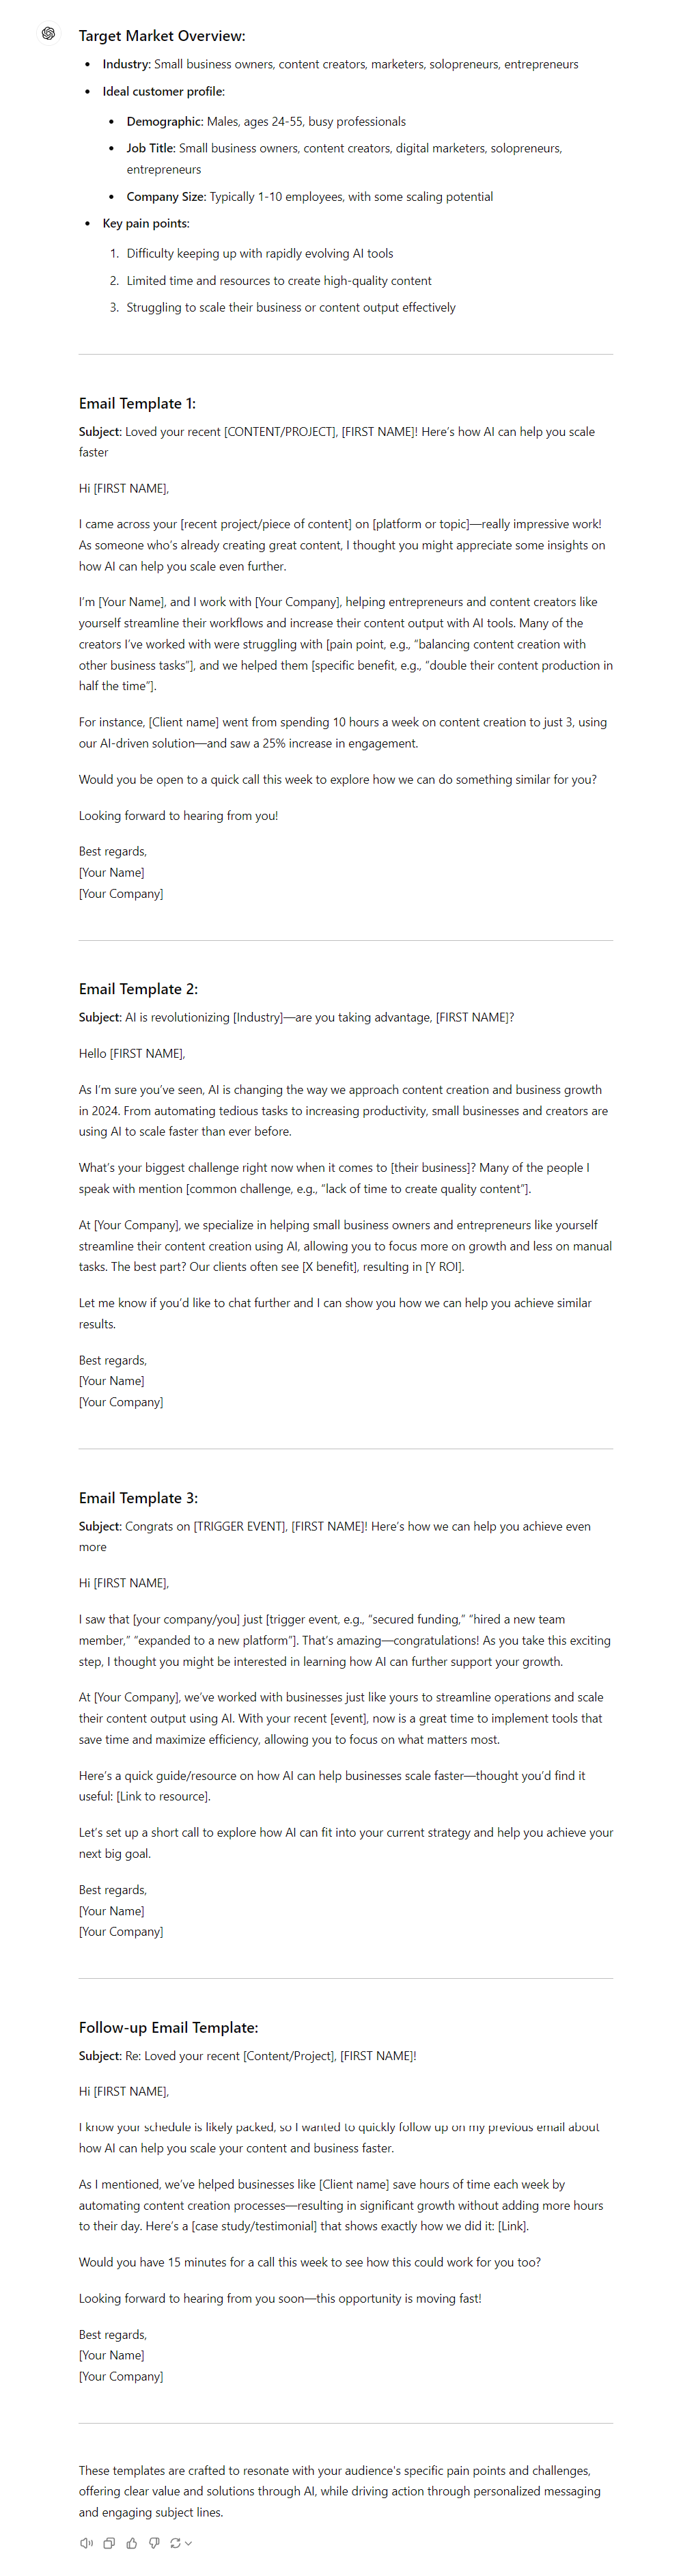 Target Market Overview:
• Industry: Small business owners, content creators, marketers, solopreneurs, entrepreneurs
• Ideal customer profile:
• Demographic: Males, ages 24-55, busy professionals
• Job Title: Small business owners, content creators, digital marketers, solopreneurs,
entrepreneurs
• Company Size: Typically 1-10 employees, with some scaling potential
• Key pain points:
1. Difficulty keeping up with rapidly evolving AI tools
2. Limited time and resources to create high-quality content
3. Struggling to scale their business or content output effectively
Email Template 1:
Subject: Loved your recent [CONTENT/PROJECT], [FIRST NAME]! Here’s how AI can help you scale
faster
Hi [FIRST NAME],
I came across your [recent project/piece of content] on [platform or topic]—really impressive work!
As someone who’s already creating great content, I thought you might appreciate some insights on
how AI can help you scale even further.
I’m [Your Name], and I work with [Your Company], helping entrepreneurs and content creators like
yourself streamline their workflows and increase their content output with AI tools. Many of the
creators I’ve worked with were struggling with [pain point, e.g., “balancing content creation with
other business tasks”], and we helped them [specific benefit, e.g., “double their content production in
half the time”].
For instance, [Client name] went from spending 10 hours a week on content creation to just 3, using
our AI-driven solution—and saw a 25% increase in engagement.
Would you be open to a quick call this week to explore how we can do something similar for you?
Looking forward to hearing from you!
Best regards,
[Your Name]
[Your Company]
Email Template 2:
Subject: AI is revolutionizing [Industry]—are you taking advantage, [FIRST NAME]?
Hello [FIRST NAME],
As I’m sure you’ve seen, AI is changing the way we approach content creation and business growth
in 2024. From automating tedious tasks to increasing productivity, small businesses and creators are
using AI to scale faster than ever before.
What’s your biggest challenge right now when it comes to [their business]? Many of the people I
speak with mention [common challenge, e.g., “lack of time to create quality content”].
At [Your Company], we specialize in helping small business owners and entrepreneurs like yourself
streamline their content creation using AI, allowing you to focus more on growth and less on manual
tasks. The best part? Our clients often see [X benefit], resulting in [Y ROI].
Let me know if you’d like to chat further and I can show you how we can help you achieve similar
results.
Best regards,
[Your Name]
[Your Company]
Email Template 3:
Subject: Congrats on [TRIGGER EVENT], [FIRST NAME]! Here’s how we can help you achieve even
more
Hi [FIRST NAME],
I saw that [your company/you] just [trigger event, e.g., “secured funding,” “hired a new team
member,” “expanded to a new platform”]. That’s amazing—congratulations! As you take this exciting
step, I thought you might be interested in learning how AI can further support your growth.
At [Your Company], we’ve worked with businesses just like yours to streamline operations and scale
their content output using AI. With your recent [event], now is a great time to implement tools that
save time and maximize efficiency, allowing you to focus on what matters most.
Here’s a quick guide/resource on how AI can help businesses scale faster—thought you’d find it
useful: [Link to resource].
Let’s set up a short call to explore how AI can fit into your current strategy and help you achieve your
next big goal.
Best regards,
[Your Name]
[Your Company]
Follow-up Email Template:
Subject: Re: Loved your recent [Content/Project], [FIRST NAME]!
Hi [FIRST NAME],
I know your schedule is likely packed, so I wanted to quickly follow up on my previous email about
how AI can help you scale your content and business faster.
As I mentioned, we’ve helped businesses like [Client name] save hours of time each week by
automating content creation processes—resulting in significant growth without adding more hours
to their day. Here’s a [case study/testimonial] that shows exactly how we did it: [Link].
Would you have 15 minutes for a call this week to see how this could work for you too?
Looking forward to hearing from you soon—this opportunity is moving fast!
Best regards,
[Your Name]
[Your Company]
These templates are crafted to resonate with your audience's specific pain points and challenges,
offering clear value and solutions through AI, while driving action through personalized messaging
and engaging subject lines.